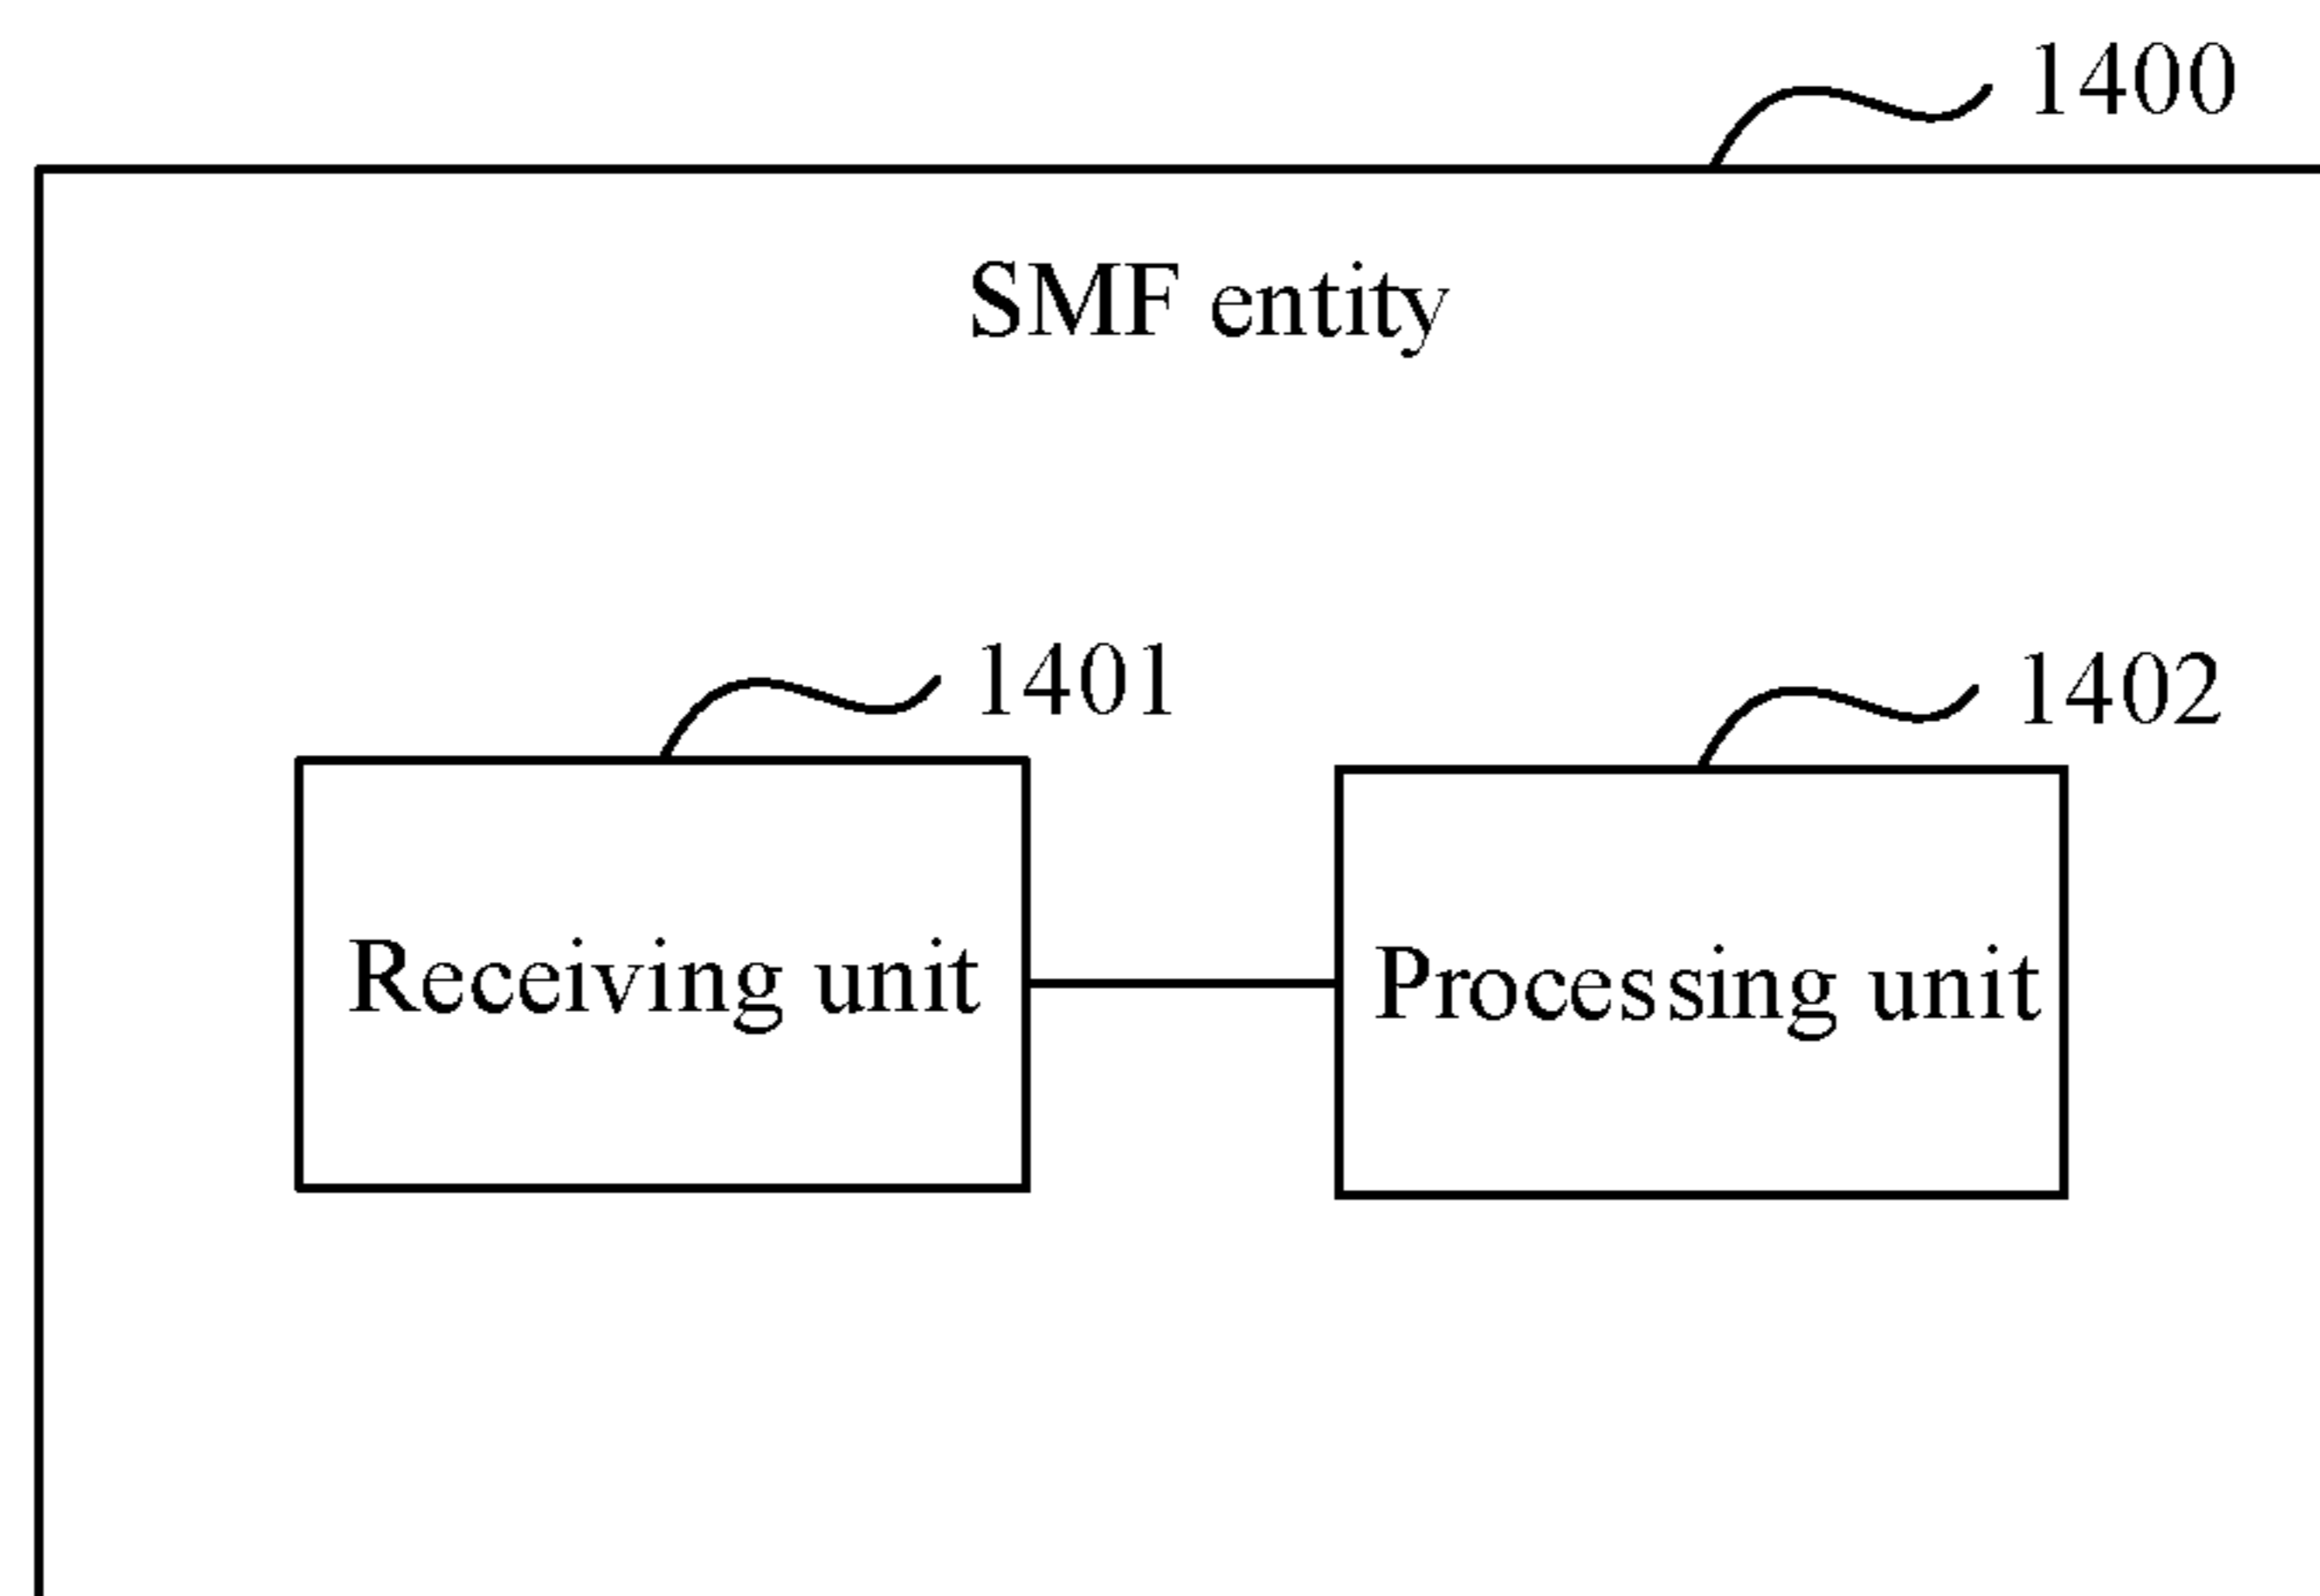 1400
SMF entity
1401
1402
Receiving unit
Processing unit